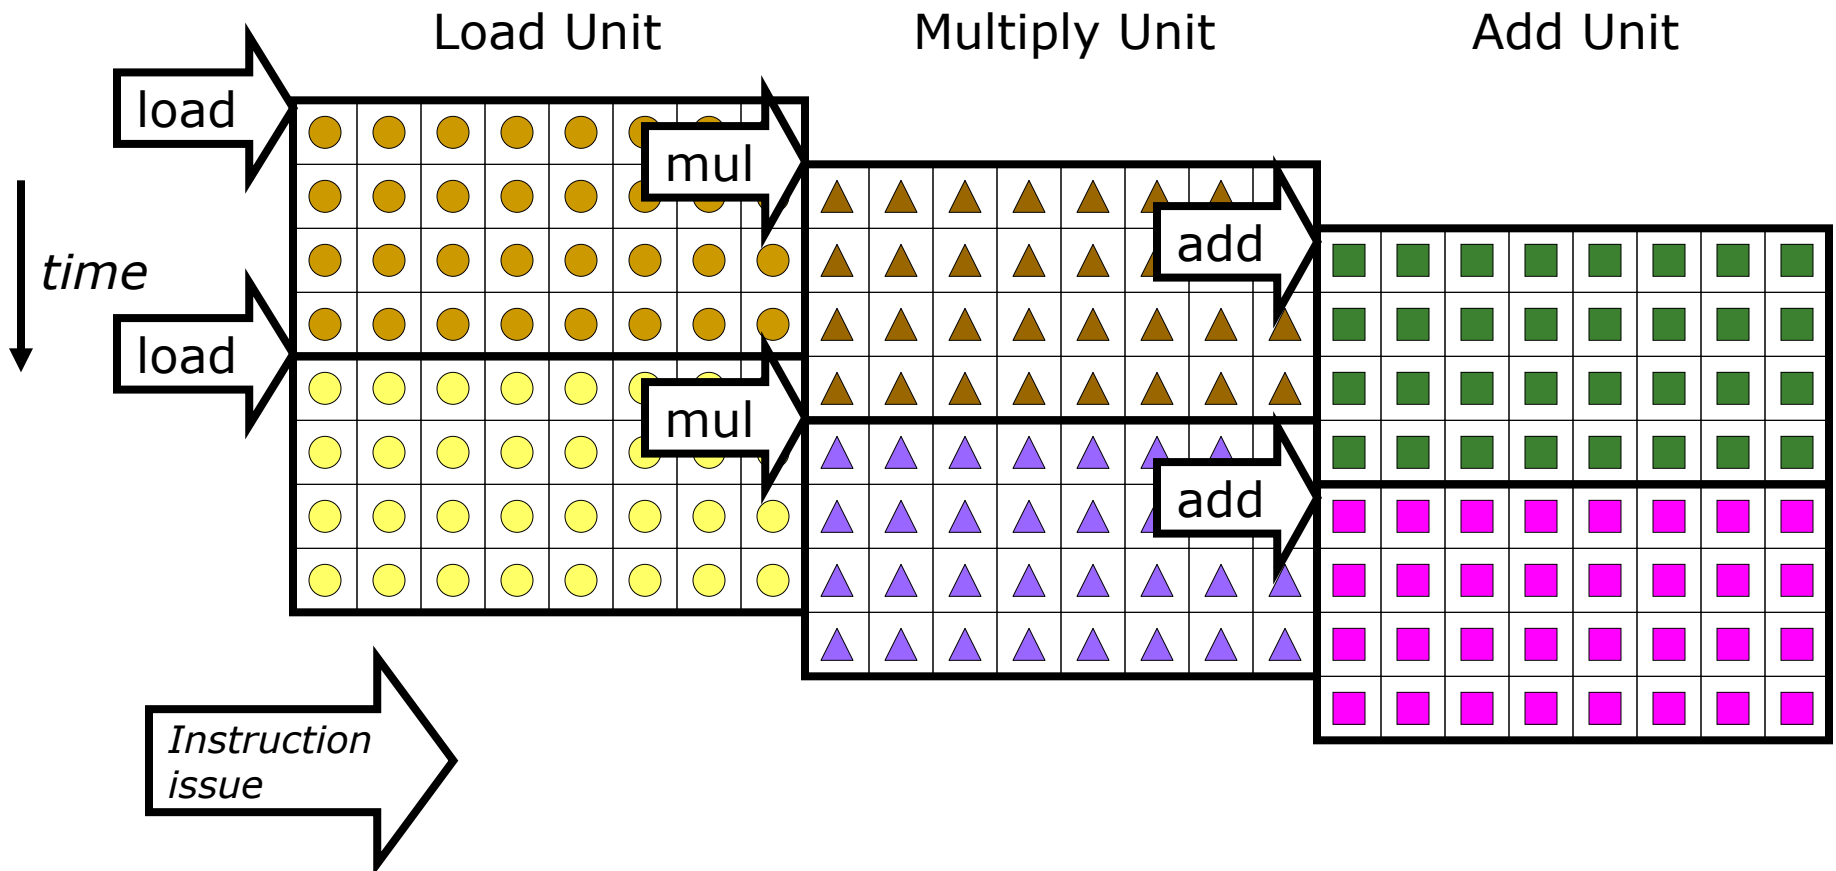 Load Unit
Multiply Unit
Add Unit
load
mul
add
time
load
mul
add
Instruction
issue